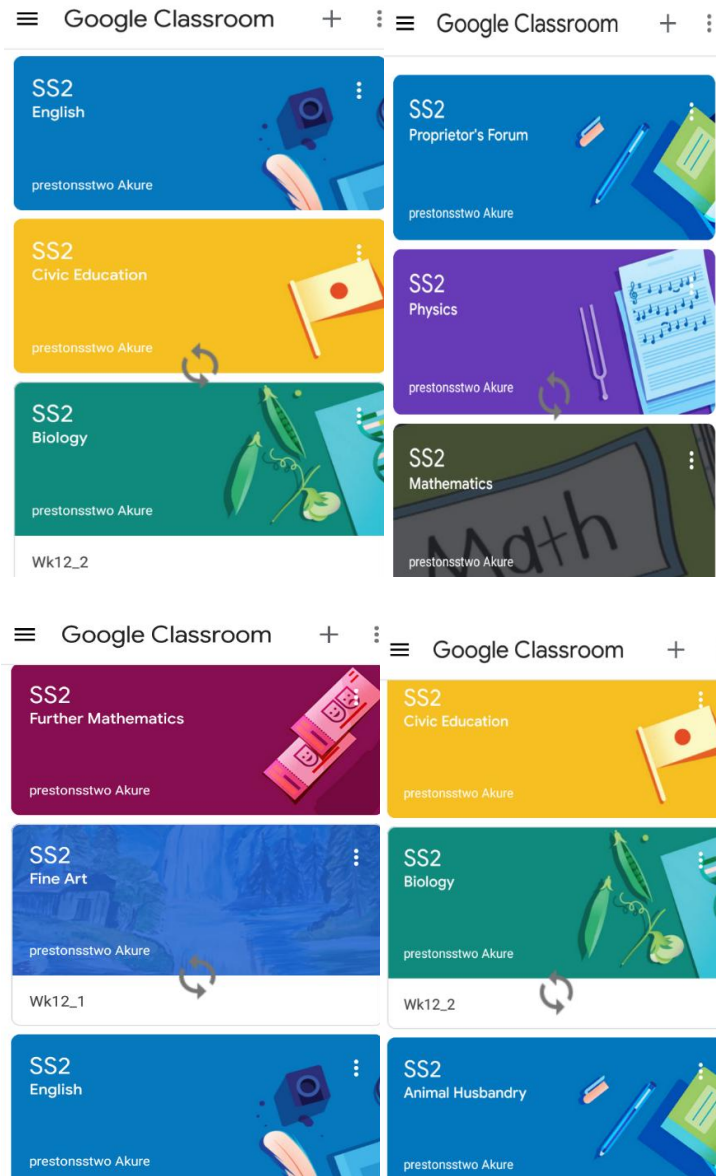 Google Classroom
SS2
English
prestonsstwo Akure
SS2
Civic Education
prestonsstwo Akure
SS2
Biology
prestonsstwo Akure
Wk12_2
Google Classroom
SS2
Proprietor's Forum
prestonsstwo Akure
SS2
Physics
prestonsstwo Akure
SS2
Mathematics
Math
prestonsstwo Akure
Google Classroom
SS2
Further Mathematics
prestonsstwo Akure
SS2
Fine Art
prestonsstwo Akure
Wk12_1
SS2
English
prestonsstwo Akure
Google Classroom
SS2
Civic Education
prestonsstwo Akure
SS2
Biology
prestonsstwo Akure
Wk12_2
SS2
Animal Husbandry
prestonsstwo Akure